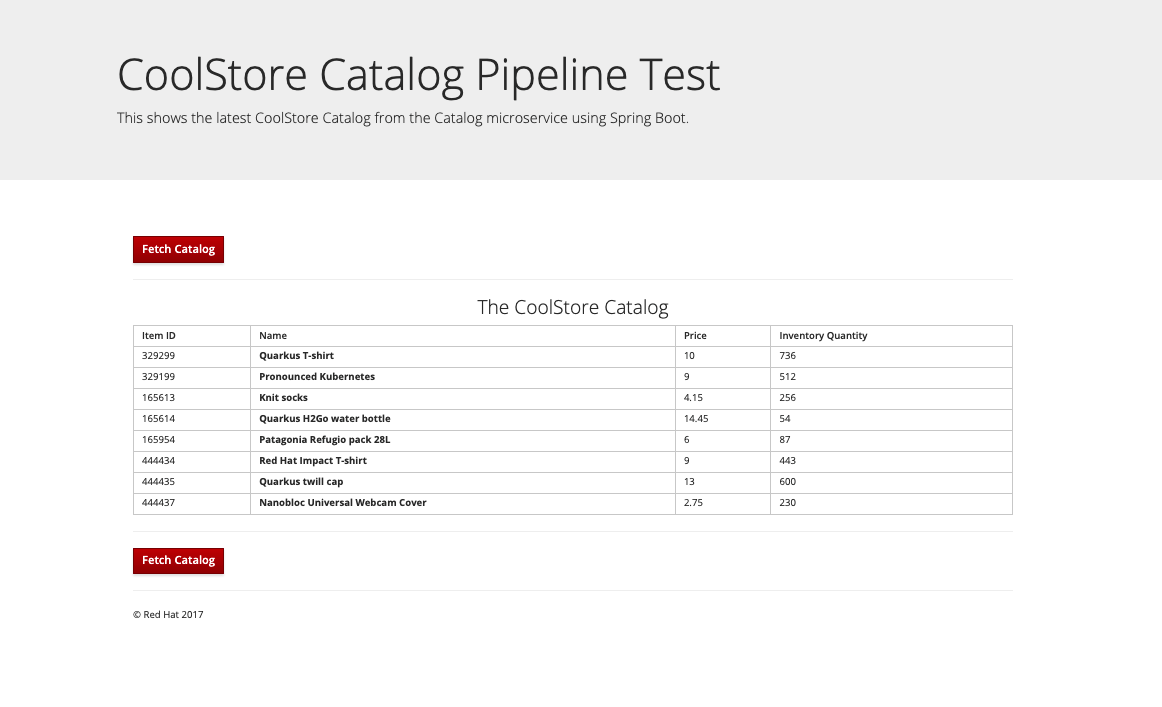 CoolStore Catalog Pipeline Test
This shows the latest CoolStore Catalog from the Catalog microservice using Spring Boot.
Fetch Catalog
The CoolStore Catalog
Item ID Name Price Inventory Quantity
329299 Quarkus T-shirt 10 736
329199 Pronounced Kubernetes 9 512
165613 Knit socks 4.15 256
165614 Quarkus H2Go water bottle 14.45 54
165954 Patagonia Refugio pack 28L 6 87
444434 Red Hat Impact T-shirt 9 443
444435 Quarkus twill cap 13 600
444437 Nanobloc Universal Webcam Cover 2.75 230
Fetch Catalog
© Red Hat 2017